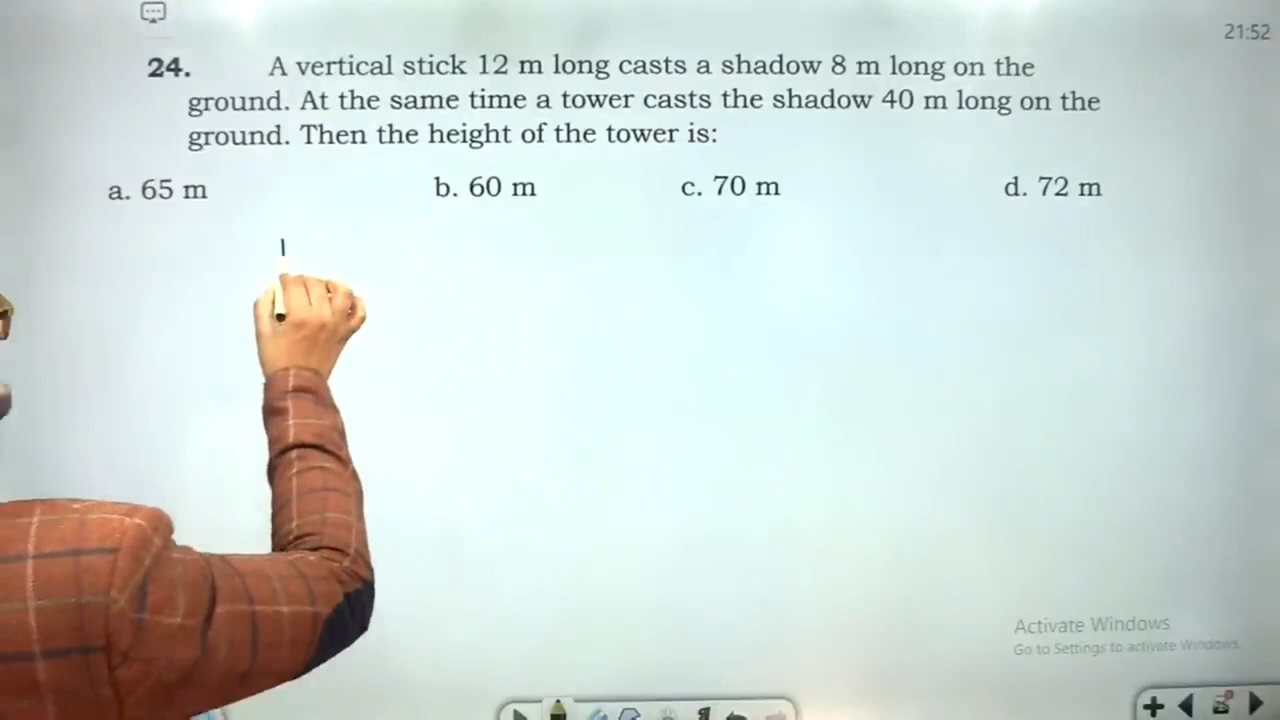 21:52
24. A vertical stick 12 m long casts a shadow 8 m long on the
ground. At the same time a tower casts the shadow 40 m long on the
ground. Then the height of the tower is:
a. 65 m b. 60 m c. 70 m d. 72 m
Activate Windows
Go to Settings to activate Windows.